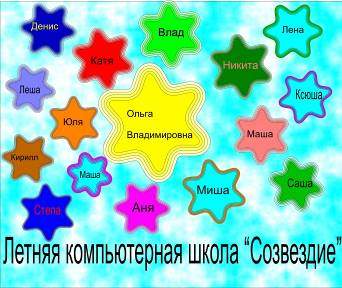 Денис
Влад
Лена
Катя
Никита
Леша
Ксюша
Юля
Ольга
Владимировна
Маша
Кирилл
Маша
Саша
Миша
Степа
Аня
Летняя компьютерная школа “Созвездие”